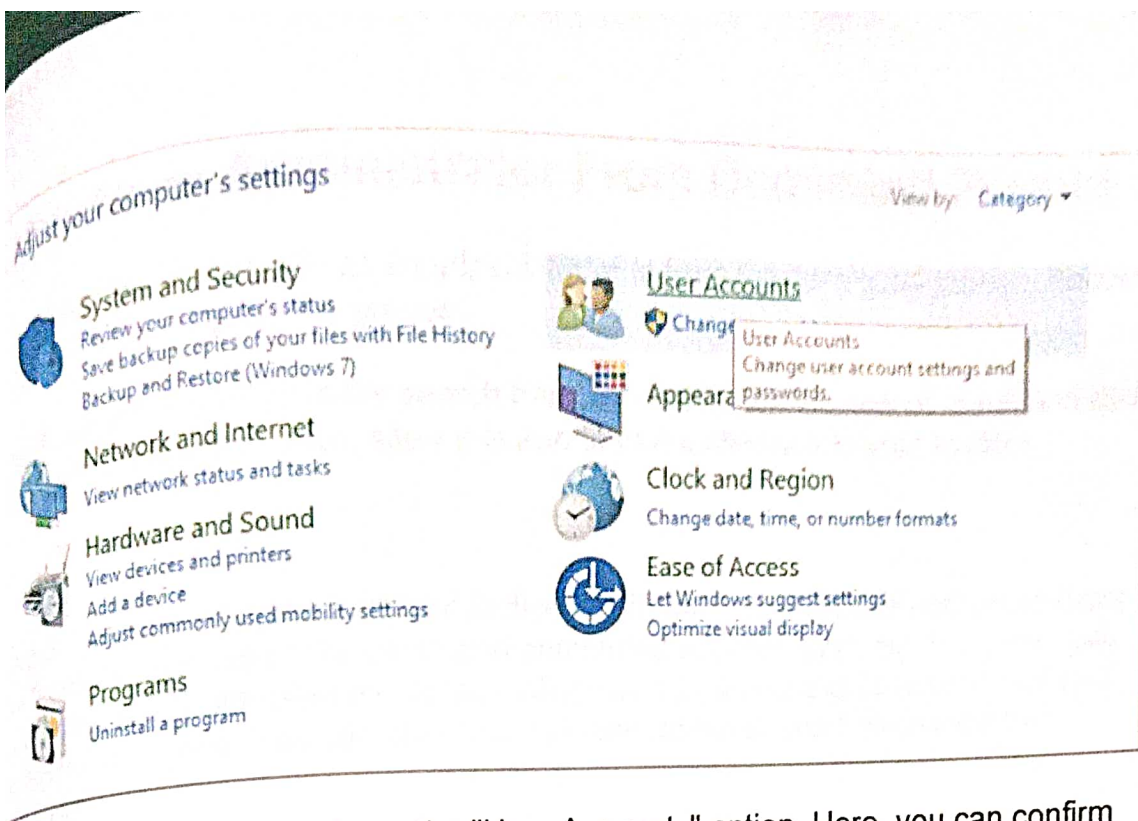 Adjust your computer's settings
View by: Category
System and Security
Review your computer's status
Save backup copies of your files with File History
Backup and Restore (Windows 7)
Network and Internet
View network status and tasks
Hardware and Sound
View devices and printers
Add a device
Adjust commonly used mobility settings
Programs
Uninstall a program
User Accounts
Change
User Accounts
Change user account settings and
passwords.
Appeara
Clock and Region
Change date, time, or number formats
Ease of Access
Let Windows suggest settings
Optimize visual display
option. Here, you can confirm